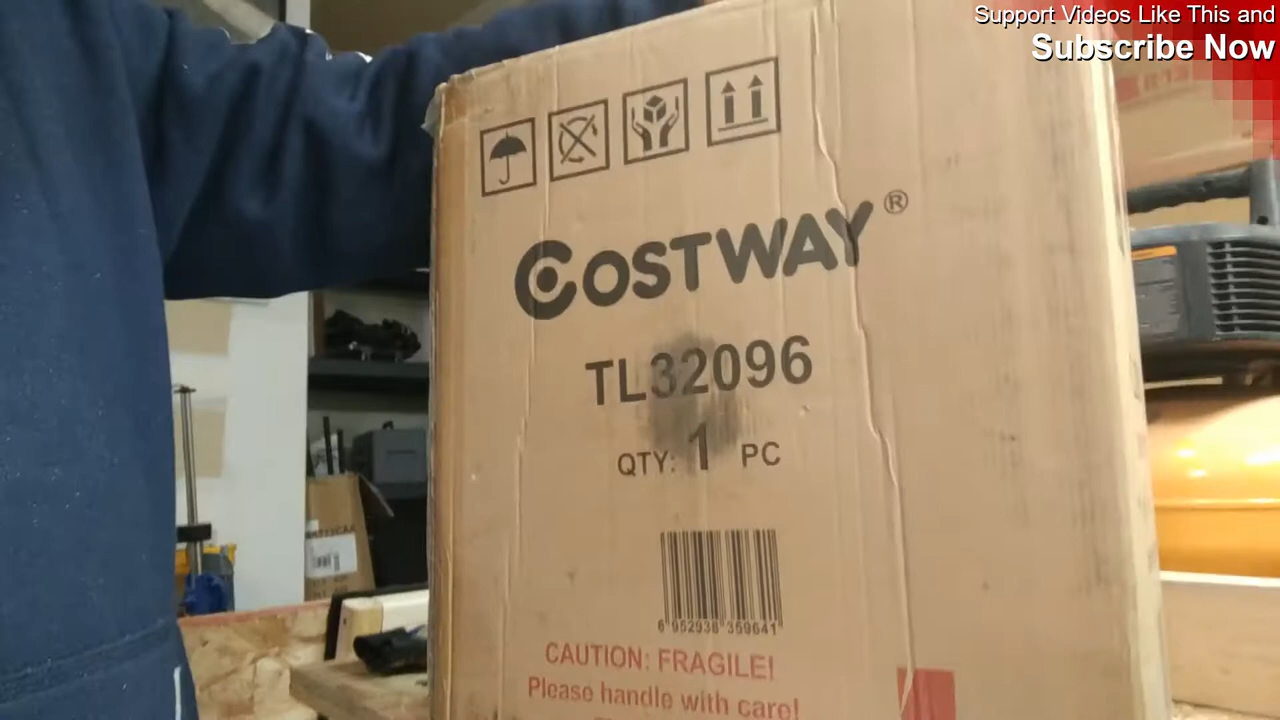 Support Videos Like This and
Subscribe Now
COSTWAY®
TL32096
QTY: 1 PC
6 952938 359641
CAUTION: FRAGILE!
Please handle with care!